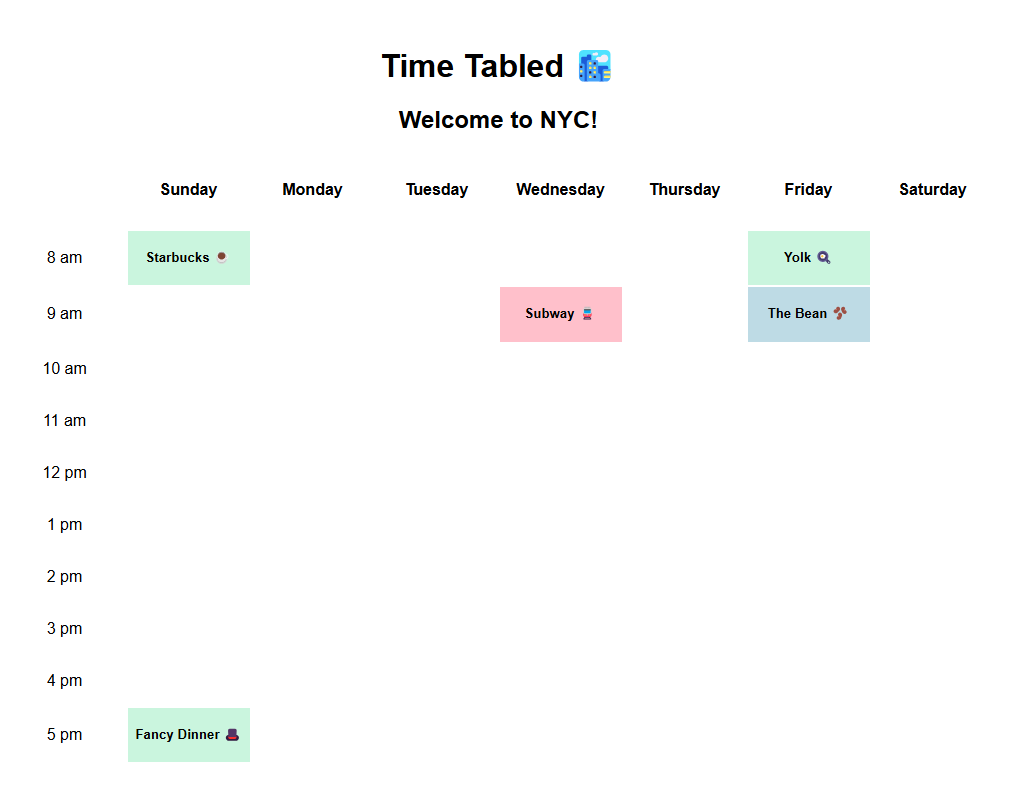 Time Tabled 🏙️
Welcome to NYC!
Sunday Monday Tuesday Wednesday Thursday Friday Saturday
8 am Starbucks ☕ Yolk 🍳
9 am Subway 🚆 The Bean 🫘
10 am
11 am
12 pm
1 pm
2 pm
3 pm
4 pm
5 pm Fancy Dinner 🎩